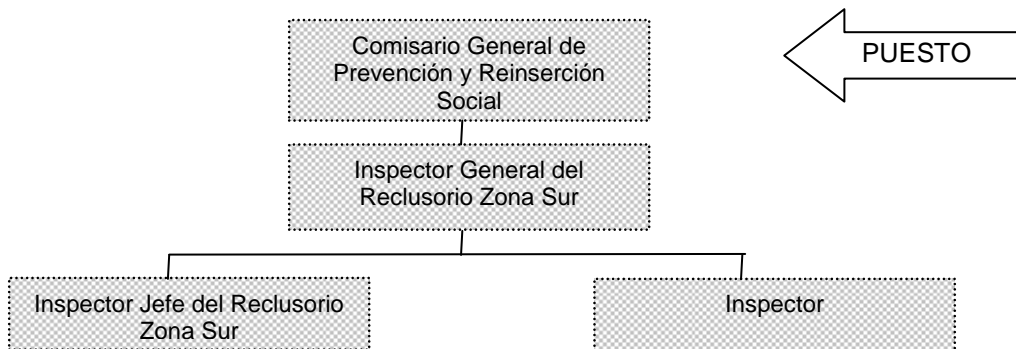 Comisario General de
Prevención y Reinserción
Social
PUESTO
Inspector General del
Reclusorio Zona Sur
Inspector Jefe del Reclusorio
Zona Sur
Inspector